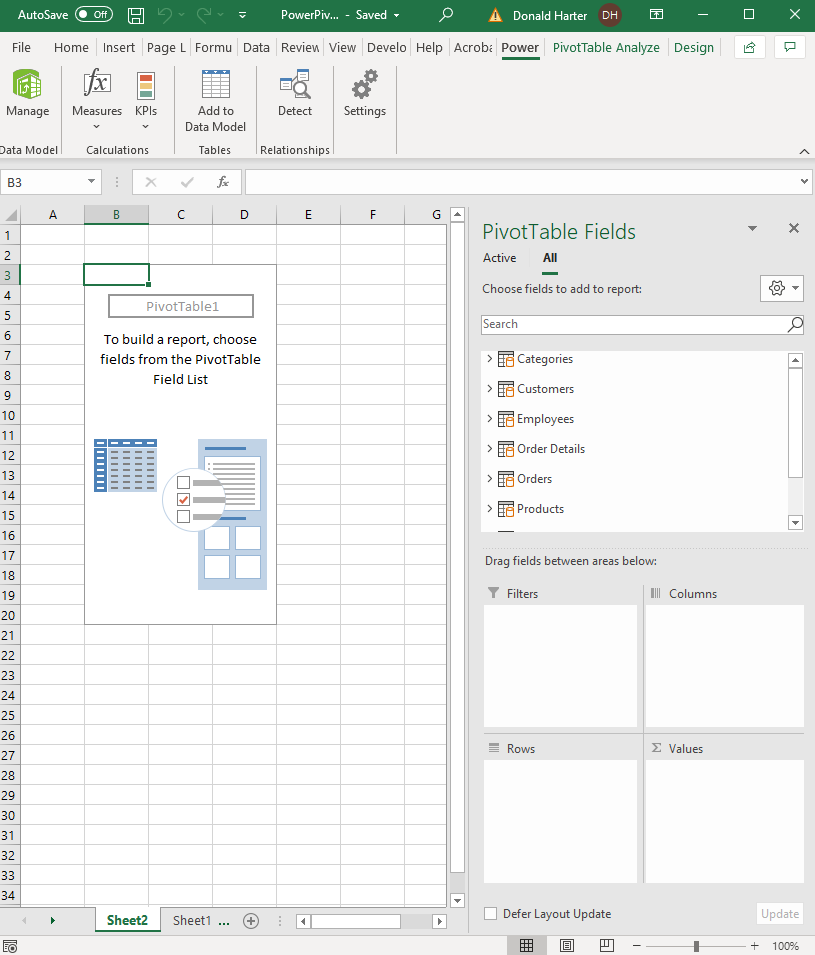 AutoSave Off PowerPiv... - Saved Donald Harter DH
File Home Insert Page L Formu Data Review View Develo Help Acroba Power PivotTable Analyze Design
Manage Measures KPIs Add to Data Model Detect Settings
Data Model Calculations Tables Relationships
B3 fx
A B C D E F G
1
2
3
4
5
6
7
8
9
10
11
12
13
14
15
16
17
18
19
20
21
22
23
24
25
26
27
28
29
30
31
32
33
34
PivotTable1
To build a report, choose
fields from the PivotTable
Field List
PivotTable Fields
Active All
Choose fields to add to report:
Search
Categories
Customers
Employees
Order Details
Orders
Products
Drag fields between areas below:
Filters Columns
Rows Σ Values
Defer Layout Update Update
Sheet2 Sheet1 ...
100%